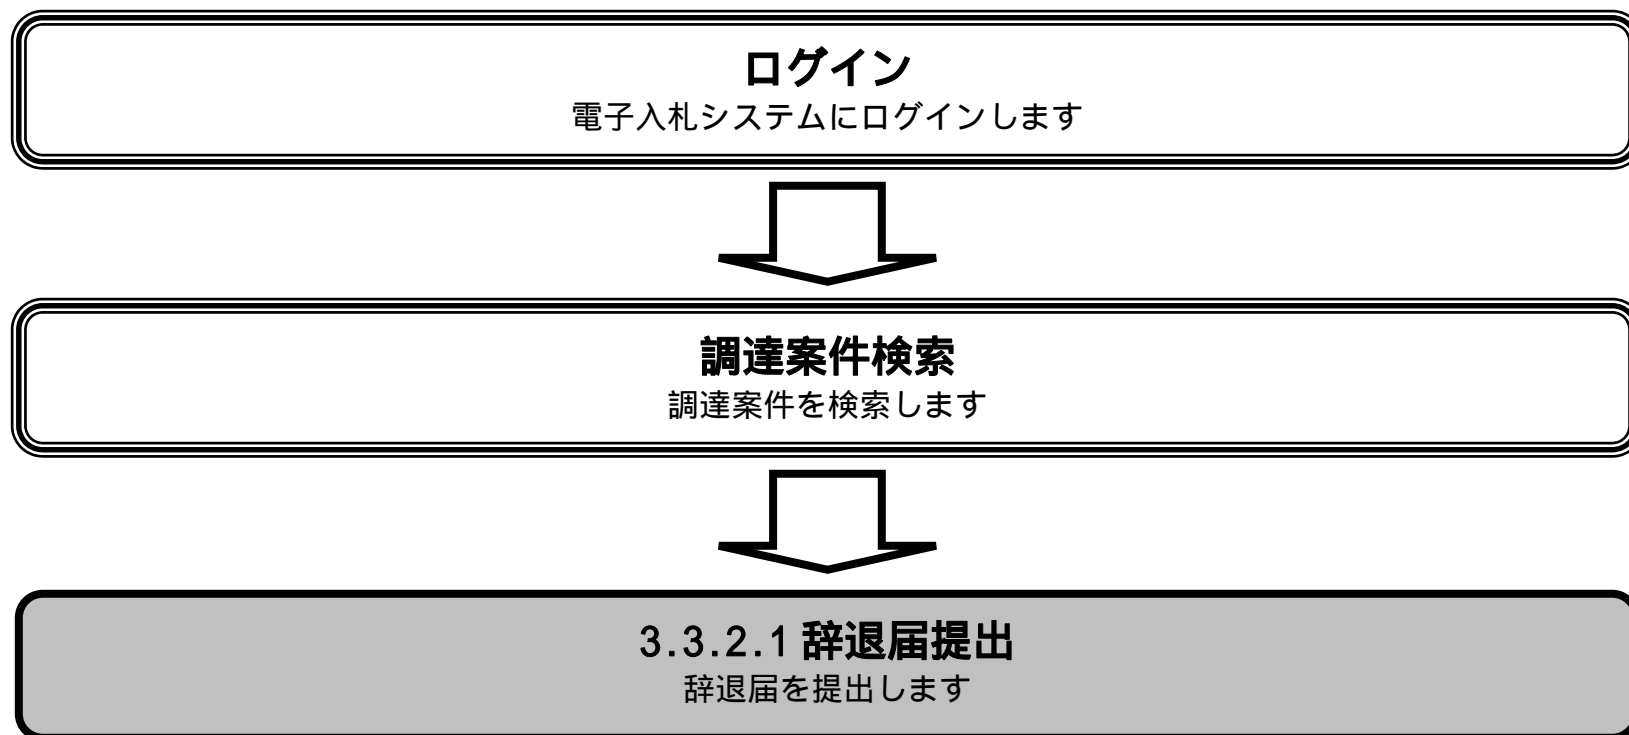 ログイン
電子入札システムにログインします
調達案件検索
調達案件を検索します
3.3.2.1 辞退届提出
辞退届を提出します